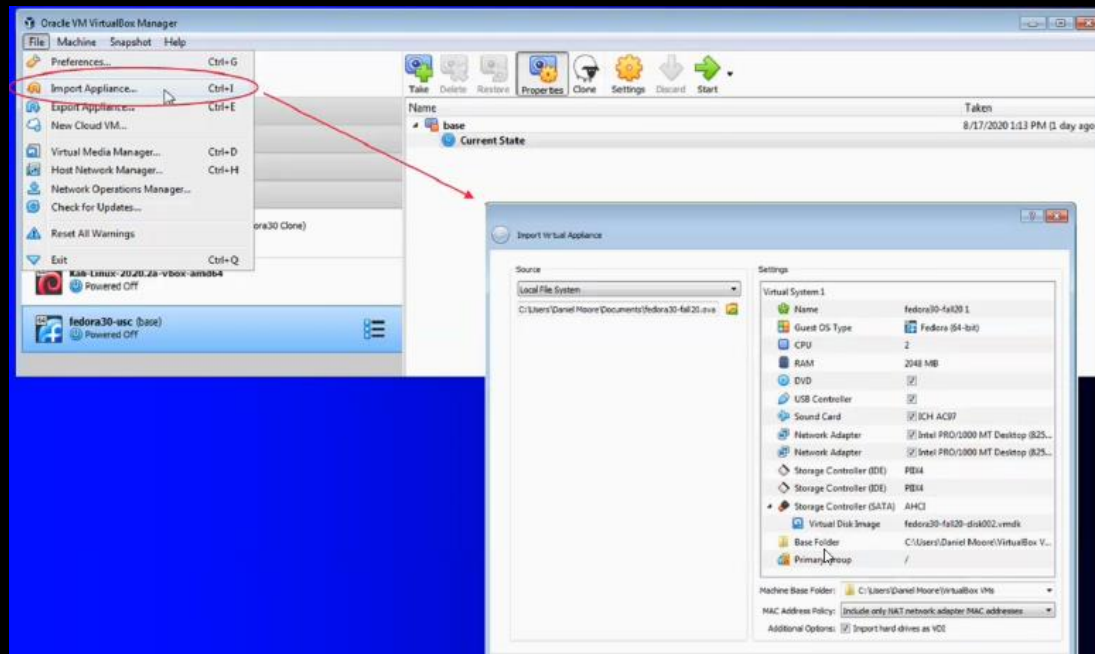 Oracle VM VirtualBox Manager
File Machine Snapshot Help
Preferences... Ctrl+G
Import Appliance... Ctrl+I
Export Appliance... Ctrl+E
New Cloud VM...
Virtual Media Manager... Ctrl+D
Host Network Manager... Ctrl+H
Network Operations Manager...
Check for Updates...
Reset All Warnings
Exit Ctrl+Q
Take Delete Restore Properties Clone Settings Discard Start
Name Taken
base 8/17/2020 1:13 PM (1 day ago
Current State
ora30 Clone)
Kali-Linux-2020.2a-vbox-amd64
Powered Off
fedora30-usc (base)
Powered Off
Import Virtual Appliance
Source
Local File System
C:\Users\Daniel Moore\Documents\fedora30-fall20.ova
Settings
Virtual System 1
Name fedora30-fall20 1
Guest OS Type Fedora (64-bit)
CPU 2
RAM 2048 MB
DVD
USB Controller
Sound Card ICH AC97
Network Adapter Intel PRO/1000 MT Desktop (825...
Network Adapter Intel PRO/1000 MT Desktop (825...
Storage Controller (IDE) PIIX4
Storage Controller (IDE) PIIX4
Storage Controller (SATA) AHCI
Virtual Disk Image fedora30-fall20-disk002.vmdk
Base Folder C:\Users\Daniel Moore\VirtualBox V...
Primary Group /
Machine Base Folder: C:\Users\Daniel Moore\VirtualBox VMs
MAC Address Policy: Include only NAT network adapter MAC addresses
Additional Options: Import hard drives as VDI